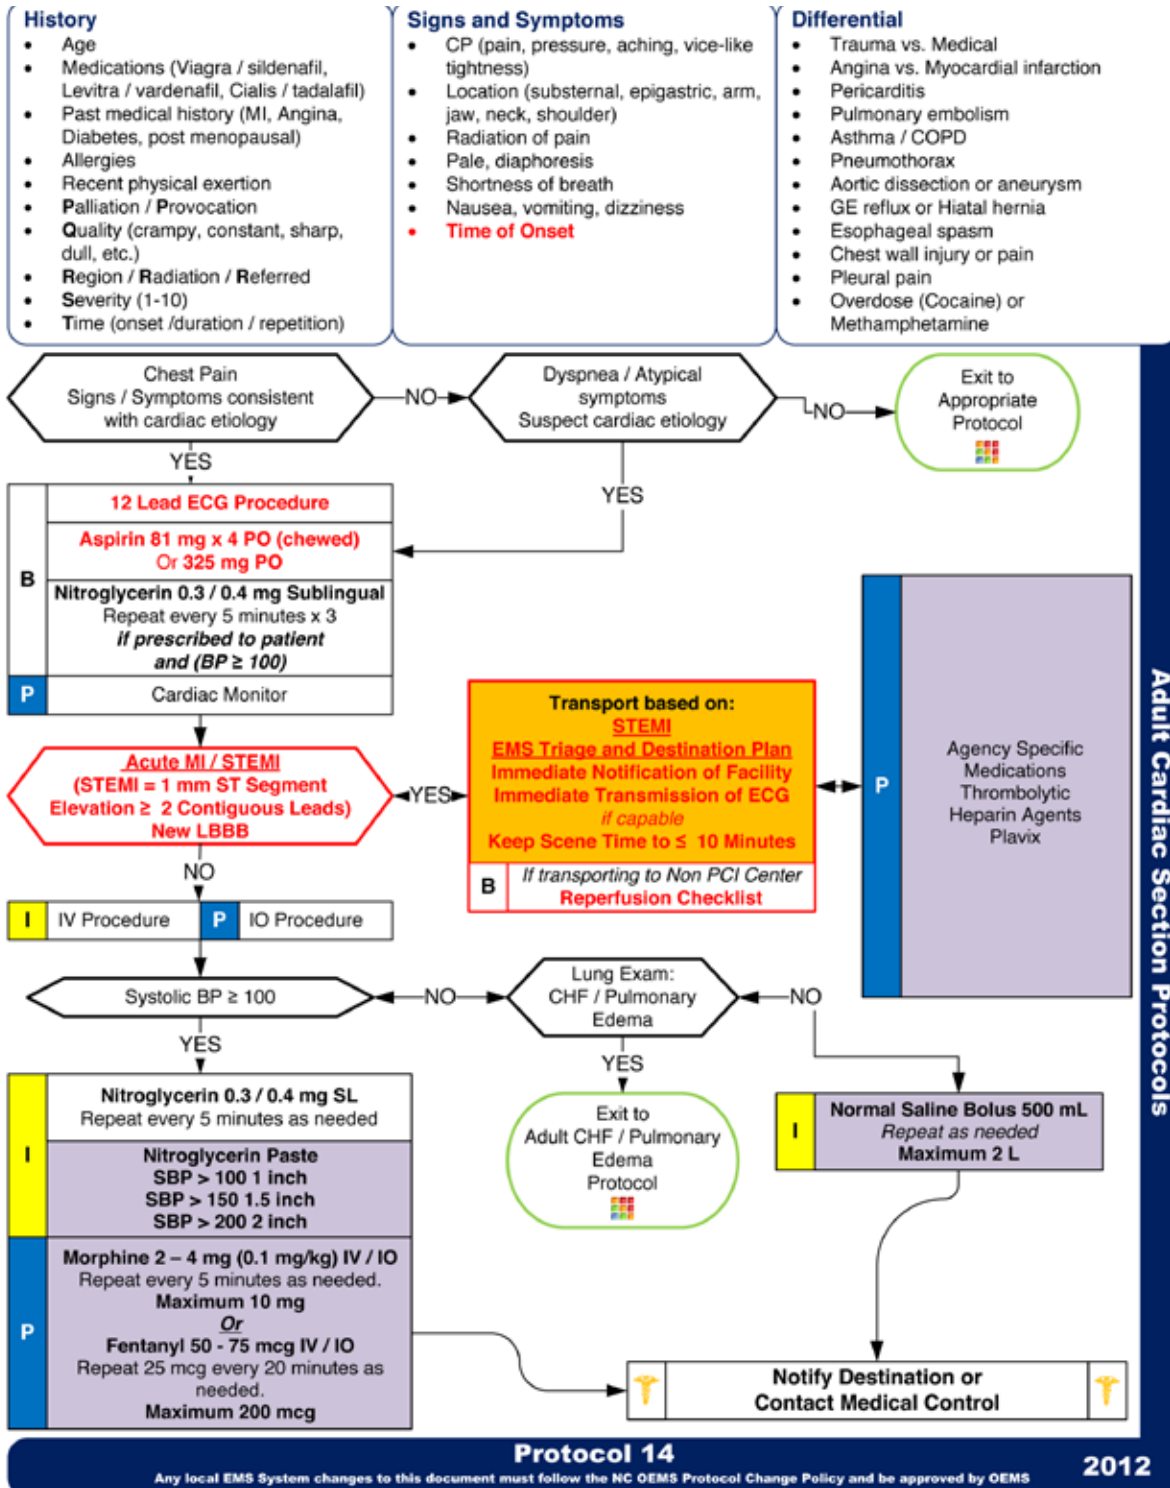 History
Age
Medications (Viagra / sildenafil,
Levitra / vardenafil, Cialis / tadalafil)
Past medical history (MI, Angina,
Diabetes, post menopausal)
Allergies
Recent physical exertion
Palliation / Provocation
Quality (crampy, constant, sharp,
dull, etc.)
Region / Radiation / Referred
Severity (1-10)
Time (onset /duration / repetition)
Signs and Symptoms
CP (pain, pressure, aching, vice-like
tightness)
Location (substernal, epigastric, arm,
jaw, neck, shoulder)
Radiation of pain
Pale, diaphoresis
Shortness of breath
Nausea, vomiting, dizziness
Time of Onset
Differential
Trauma vs. Medical
Angina vs. Myocardial infarction
Pericarditis
Pulmonary embolism
Asthma / COPD
Pneumothorax
Aortic dissection or aneurysm
GE reflux or Hiatal hernia
Esophageal spasm
Chest wall injury or pain
Pleural pain
Overdose (Cocaine) or
Methamphetamine
Chest Pain
Signs / Symptoms consistent
with cardiac etiology
NO
Dyspnea / Atypical
symptoms
Suspect cardiac etiology
NO
Exit to
Appropriate
Protocol
YES
YES
B
12 Lead ECG Procedure
Aspirin 81 mg x 4 PO (chewed)
Or 325 mg PO
Nitroglycerin 0.3 / 0.4 mg Sublingual
Repeat every 5 minutes x 3
if prescribed to patient
and (BP ≥ 100)
P
Cardiac Monitor
Acute MI / STEMI
(STEMI = 1 mm ST Segment
Elevation ≥ 2 Contiguous Leads)
New LBBB
YES
Transport based on:
STEMI
EMS Triage and Destination Plan
Immediate Notification of Facility
Immediate Transmission of ECG
if capable
Keep Scene Time to ≤ 10 Minutes
B
If transporting to Non PCI Center
Reperfusion Checklist
P
Agency Specific
Medications
Thrombolytic
Heparin Agents
Plavix
NO
I
IV Procedure
P
IO Procedure
Systolic BP ≥ 100
NO
Lung Exam:
CHF / Pulmonary
Edema
NO
YES
YES
I
Nitroglycerin 0.3 / 0.4 mg SL
Repeat every 5 minutes as needed
Nitroglycerin Paste
SBP > 100 1 inch
SBP > 150 1.5 inch
SBP > 200 2 inch
P
Morphine 2 – 4 mg (0.1 mg/kg) IV / IO
Repeat every 5 minutes as needed.
Maximum 10 mg
Or
Fentanyl 50 - 75 mcg IV / IO
Repeat 25 mcg every 20 minutes as
needed.
Maximum 200 mcg
Exit to
Adult CHF / Pulmonary
Edema
Protocol
I
Normal Saline Bolus 500 mL
Repeat as needed
Maximum 2 L
Notify Destination or
Contact Medical Control
Adult Cardiac Section Protocols
Protocol 14
Any local EMS System changes to this document must follow the NC OEMS Protocol Change Policy and be approved by OEMS
2012